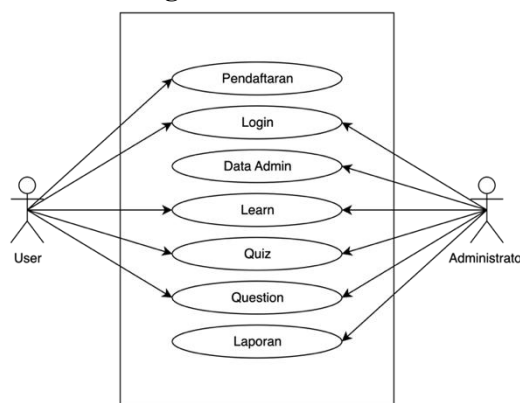 Pendaftaran
Login
Data Admin
Learn
Quiz
Question
Laporan
User
Administrato